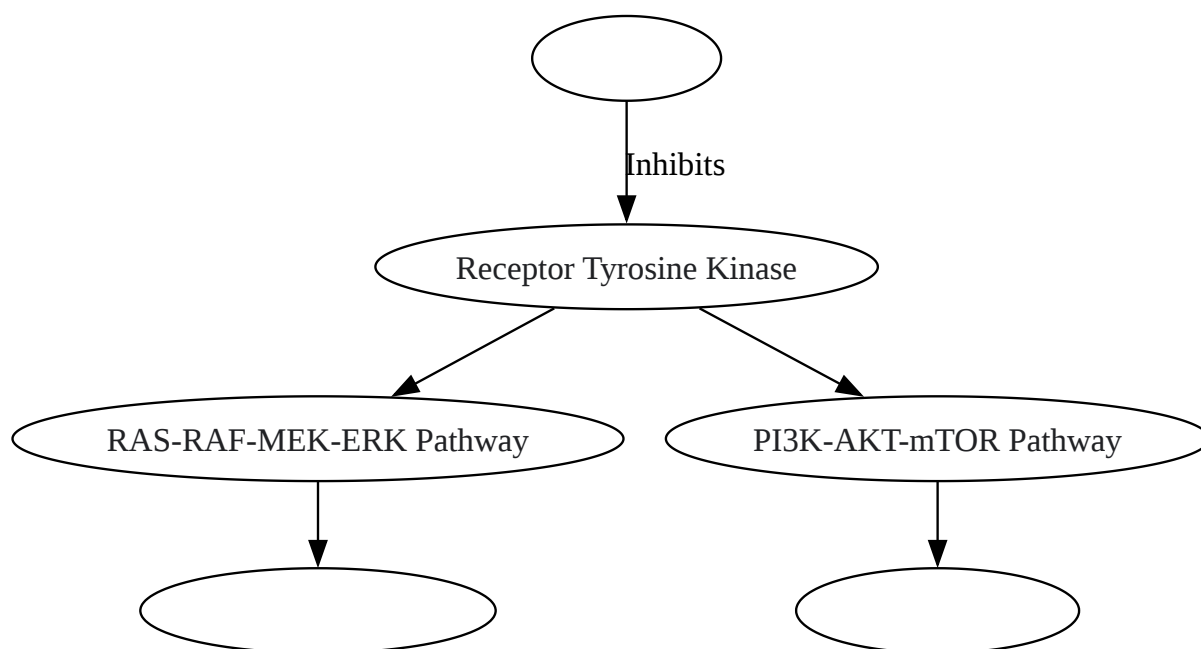 Inhibits
Receptor Tyrosine Kinase
RAS-RAF-MEK-ERK Pathway
PI3K-AKT-mTOR Pathway